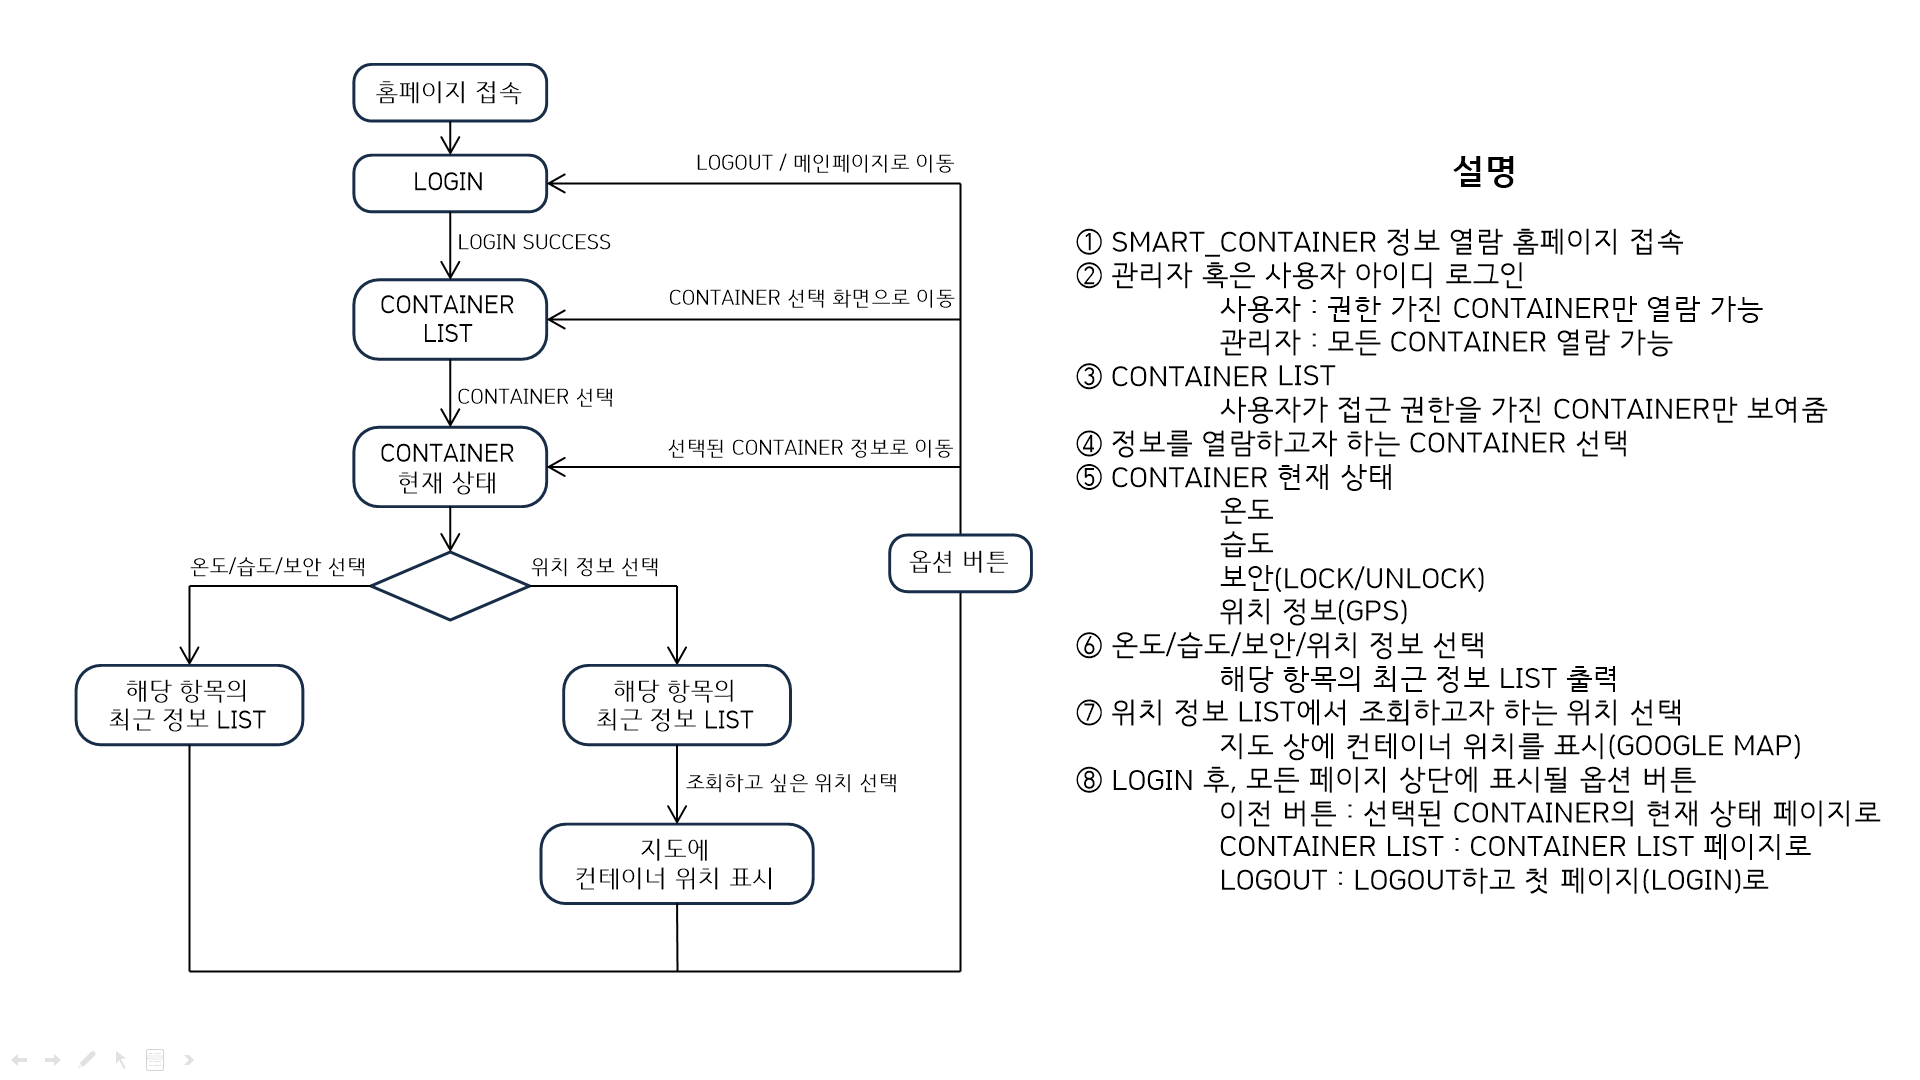 홈페이지 접속
LOGIN
LOGOUT / 메인페이지로 이동
LOGIN SUCCESS
CONTAINER
LIST
CONTAINER 선택 화면으로 이동
CONTAINER 선택
CONTAINER
현재 상태
선택된 CONTAINER 정보로 이동
온도/습도/보안 선택
위치 정보 선택
옵션 버튼
해당 항목의
최근 정보 LIST
해당 항목의
최근 정보 LIST
조회하고 싶은 위치 선택
지도에
컨테이너 위치 표시
설명
① SMART_CONTAINER 정보 열람 홈페이지 접속
② 관리자 혹은 사용자 아이디 로그인
사용자 : 권한 가진 CONTAINER만 열람 가능
관리자 : 모든 CONTAINER 열람 가능
③ CONTAINER LIST
사용자가 접근 권한을 가진 CONTAINER만 보여줌
④ 정보를 열람하고자 하는 CONTAINER 선택
⑤ CONTAINER 현재 상태
온도
습도
보안(LOCK/UNLOCK)
위치 정보(GPS)
⑥ 온도/습도/보안/위치 정보 선택
해당 항목의 최근 정보 LIST 출력
⑦ 위치 정보 LIST에서 조회하고자 하는 위치 선택
지도 상에 컨테이너 위치를 표시(GOOGLE MAP)
⑧ LOGIN 후, 모든 페이지 상단에 표시될 옵션 버튼
이전 버튼 : 선택된 CONTAINER의 현재 상태 페이지로
CONTAINER LIST : CONTAINER LIST 페이지로
LOGOUT : LOGOUT하고 첫 페이지(LOGIN)로